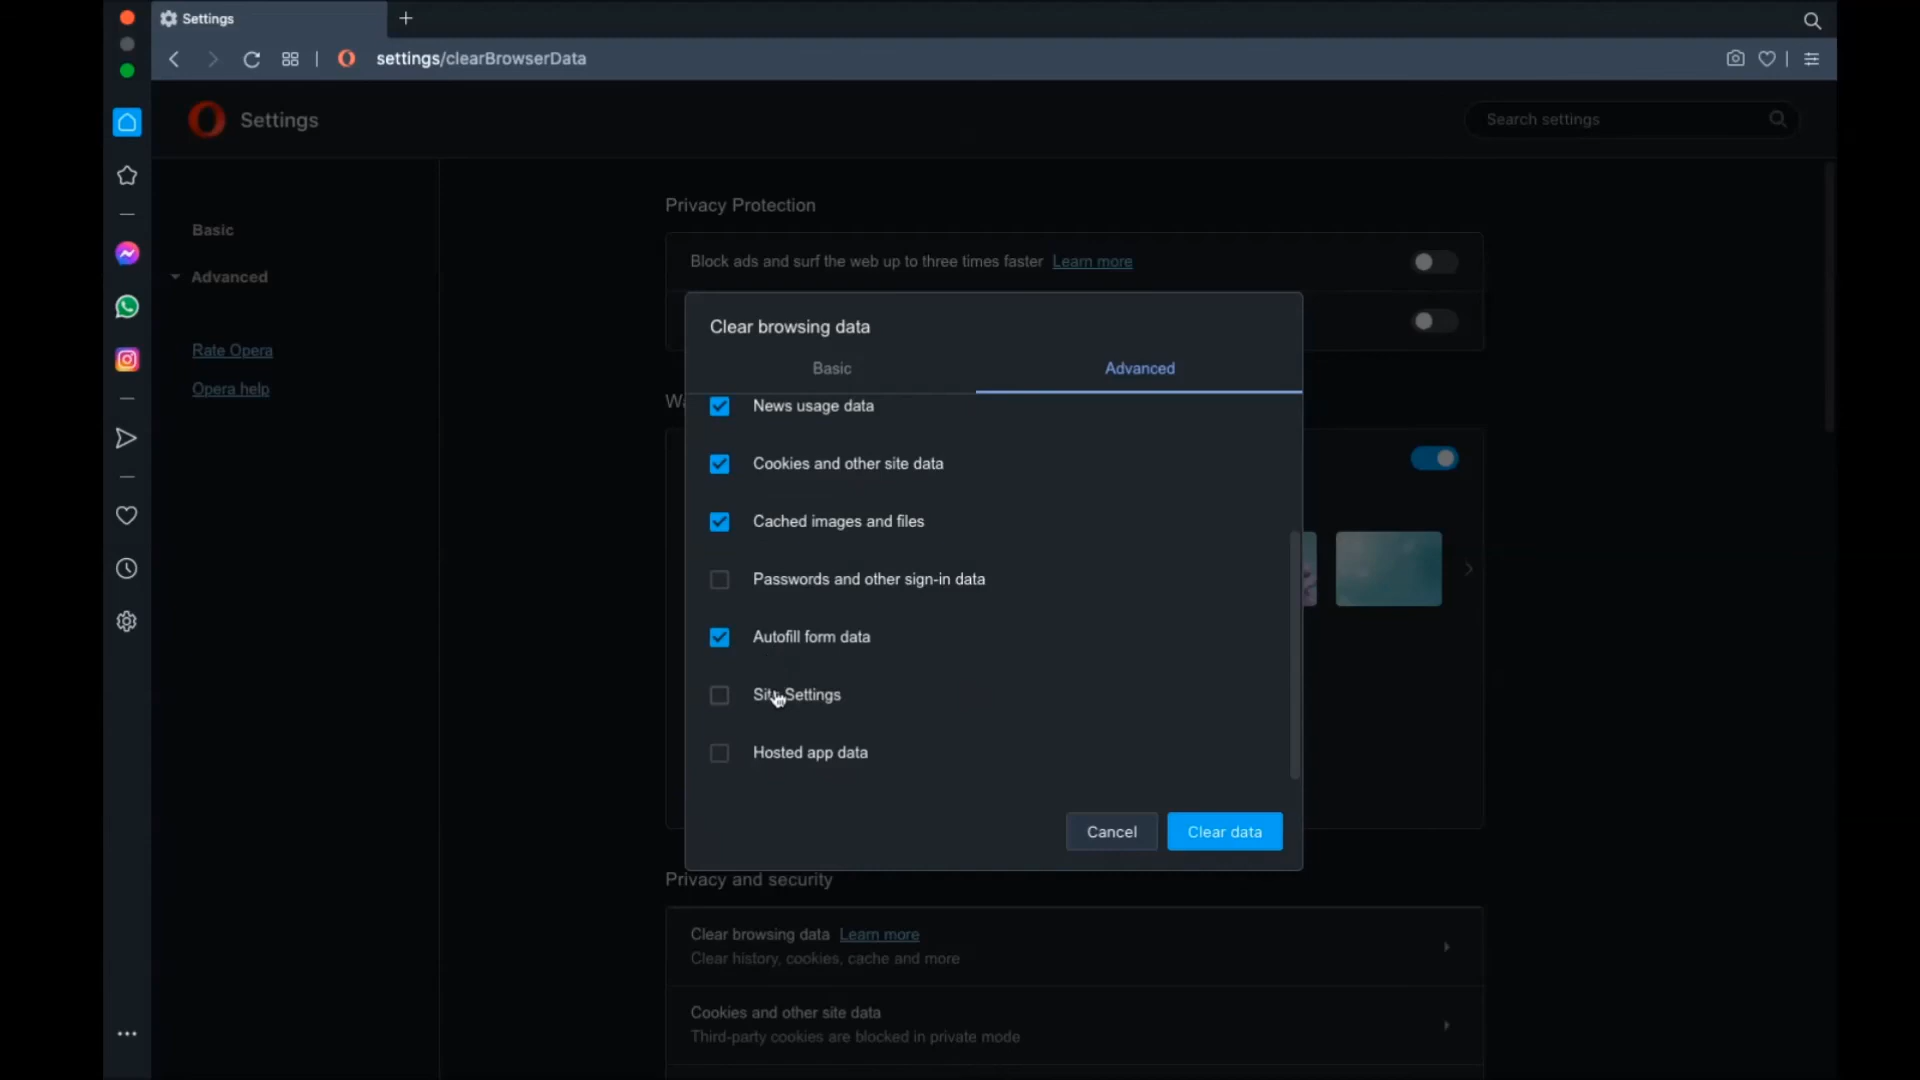 Settings
settings/clearBrowserData
Settings
Search settings
Basic
Advanced
Rate Opera
Opera help
Privacy Protection
Block ads and surf the web up to three times faster Learn more
Clear browsing data
Basic
Advanced
News usage data
Cookies and other site data
Cached images and files
Passwords and other sign-in data
Autofill form data
Site Settings
Hosted app data
Cancel
Clear data
Privacy and security
Clear browsing data Learn more
Clear history, cookies, cache and more
Cookies and other site data
Third-party cookies are blocked in private mode